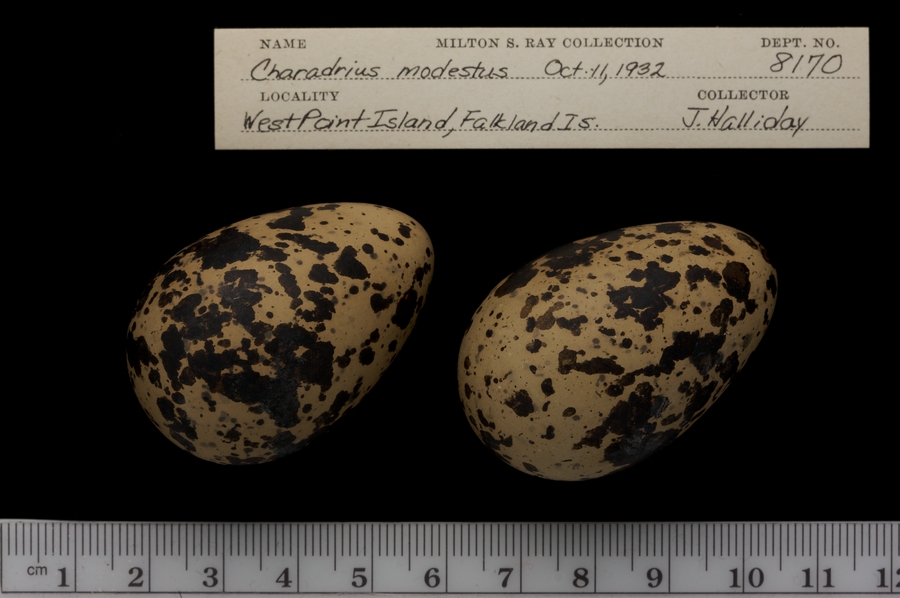 NAME MILTON S. RAY COLLECTION DEPT. NO.
Charadrius modestus Oct. 11, 1932 8170
LOCALITY COLLECTOR
West Point Island, Falkland Is. J. Halliday
cm 1 2 3 4 5 6 7 8 9 10 11 12